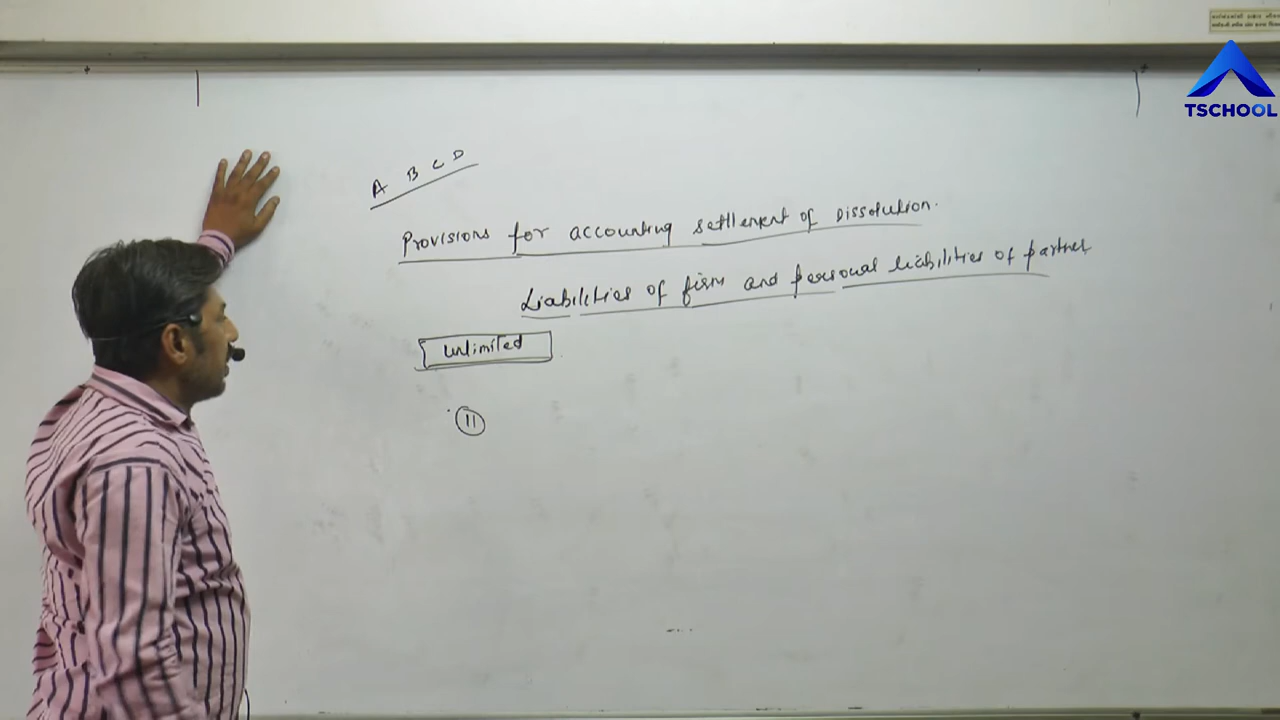 TSCHOOL
A B C D
Provisions for accounting settlement of Dissolution.
Liabilities of firm and personal liabilities of partner
Unlimited
11